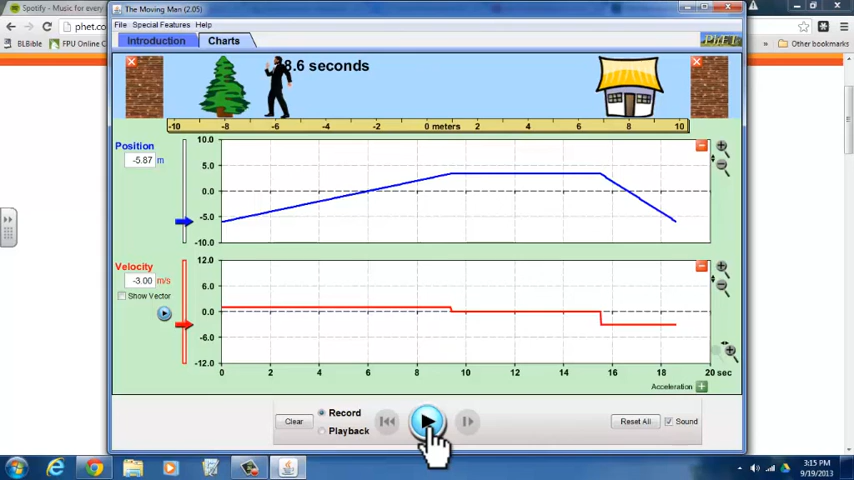 Spotify - Music for every
The Moving Man (2.05)
phet.co
Other bookmarks
BLBible
FPU Online C
File Special Features Help
Introduction Charts
PhET
8.6 seconds
-10 -8 -6 -4 -2 0 meters 2 4 6 8 10
Position
-5.87 m
10.0
5.0
0.0
-5.0
-10.0
Velocity
-3.00 m/s
Show Vector
12.0
6.0
0.0
-6.0
-12.0
0 2 4 6 8 10 12 14 16 18 20 sec
Acceleration
Clear
Record
Playback
Reset All
Sound
3:15 PM
9/19/2013